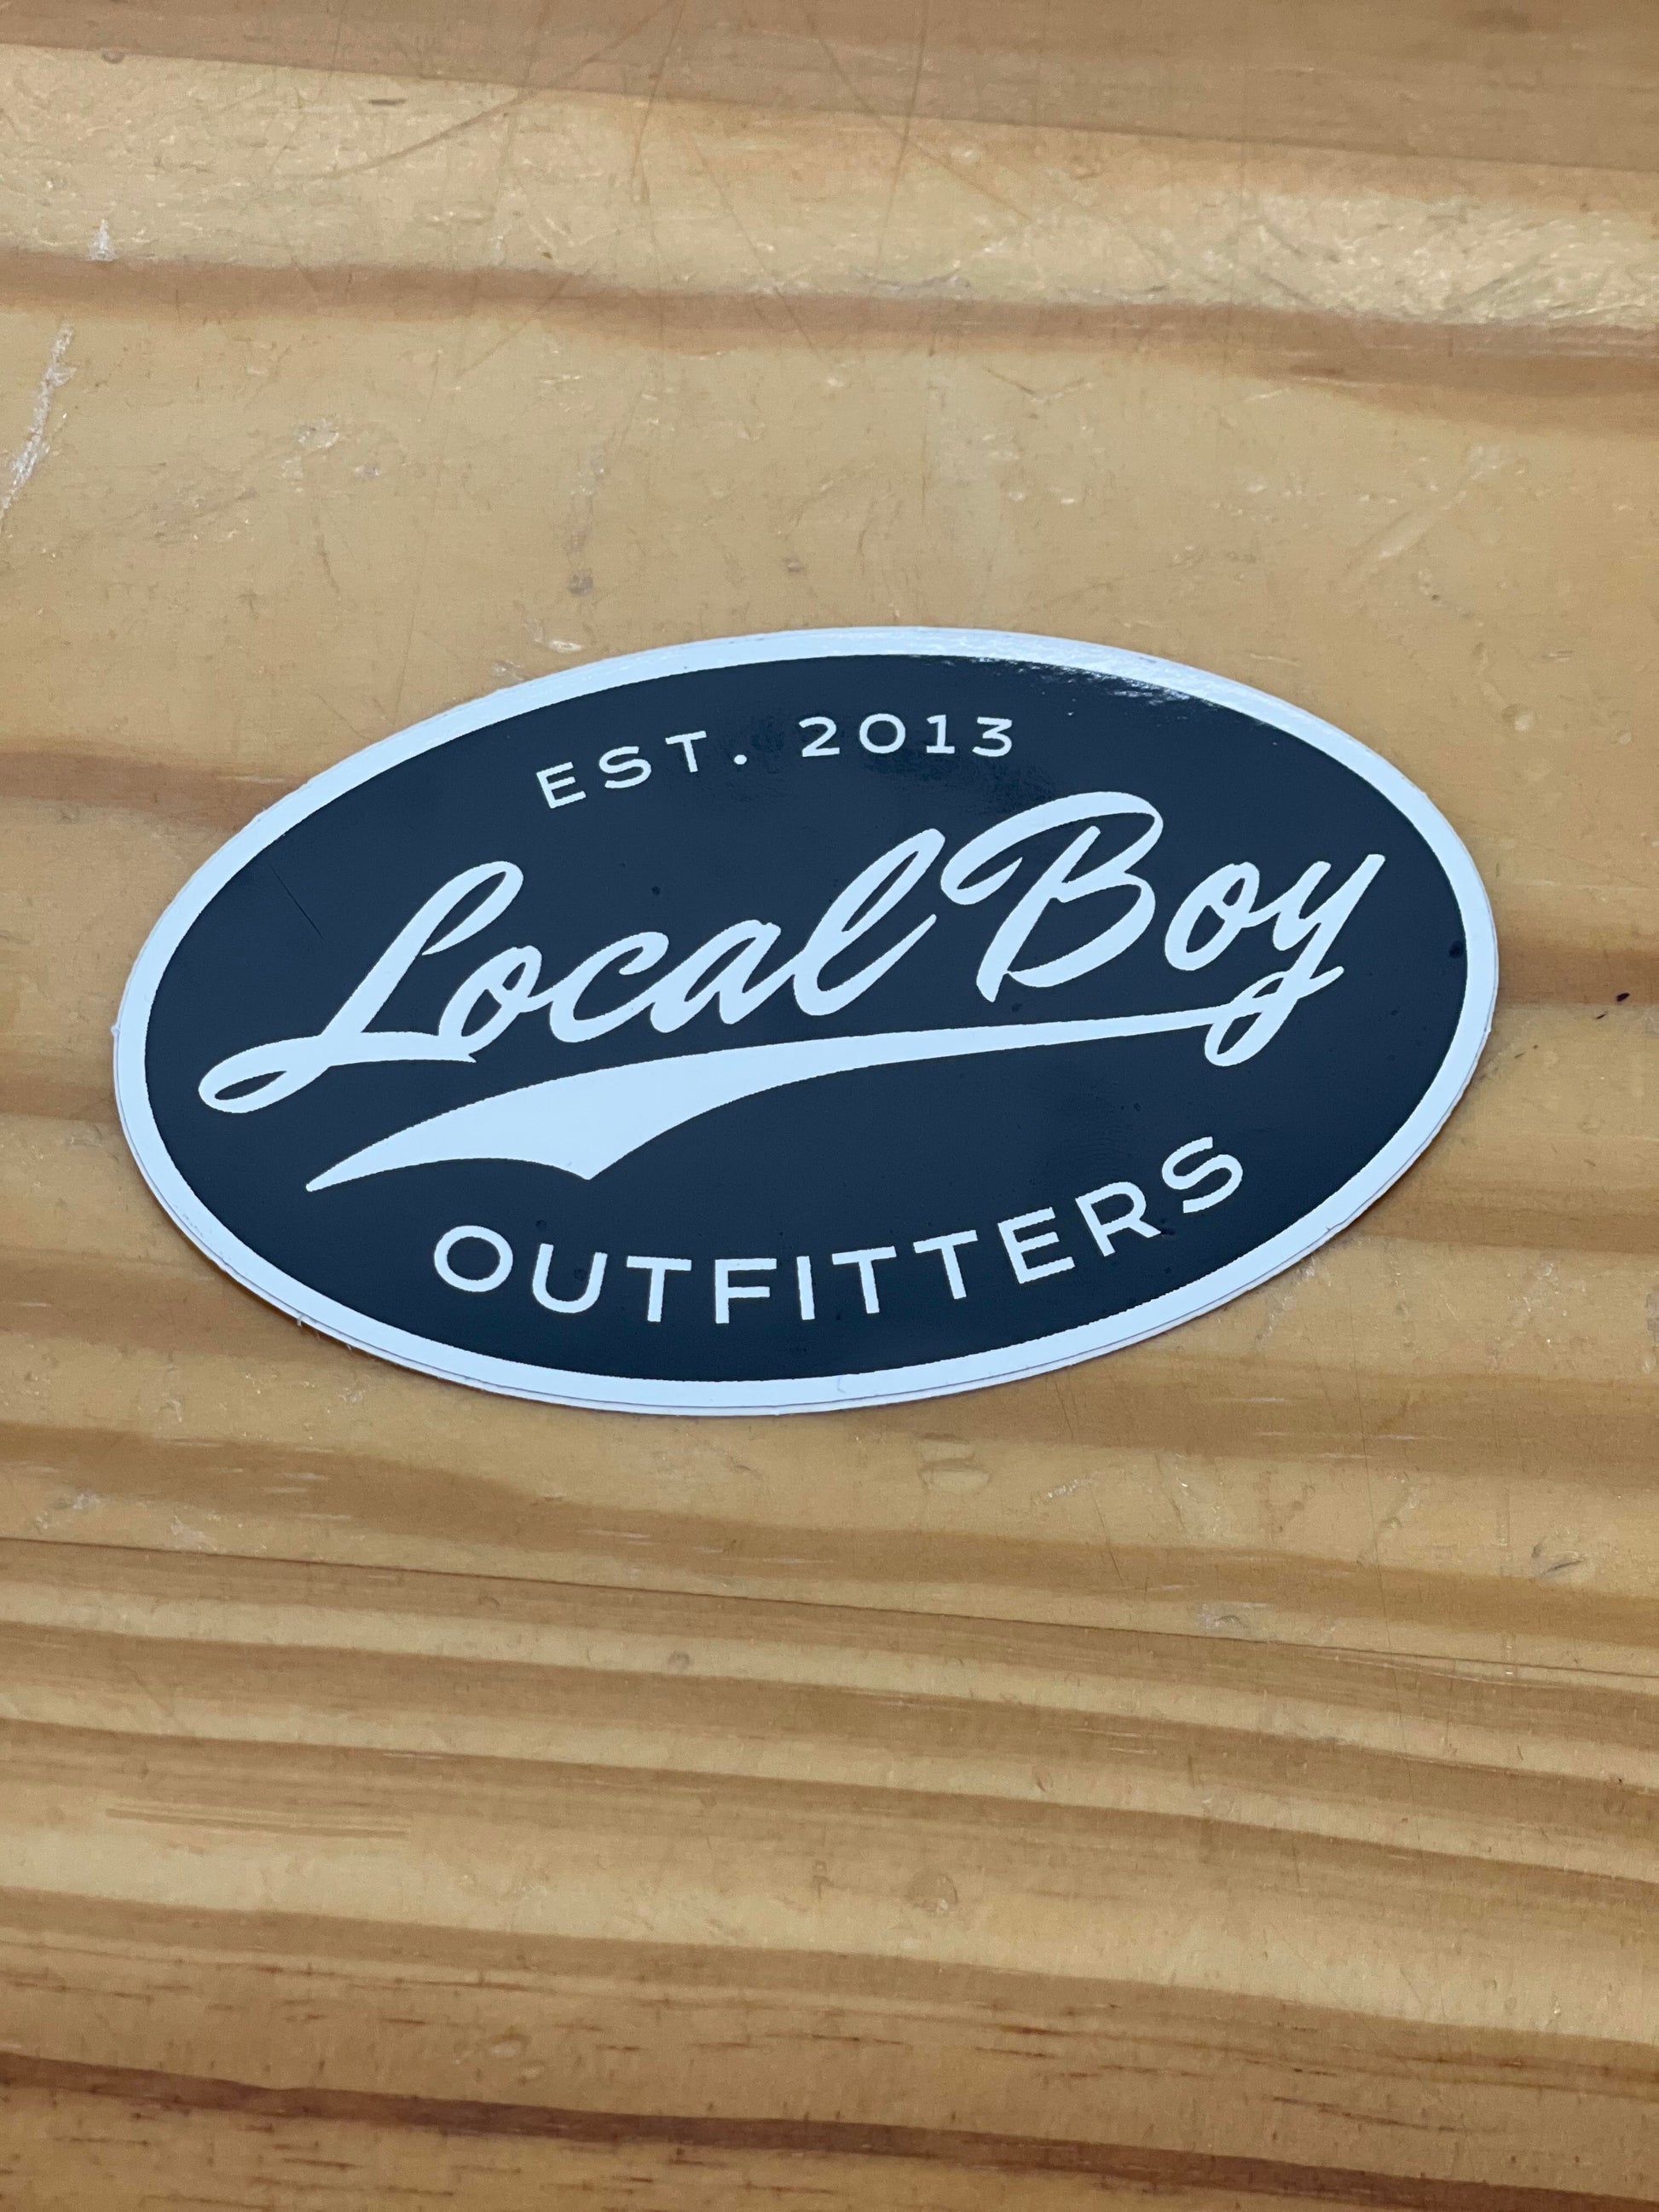 EST. 2013
Local Boy
OUTFITTERS